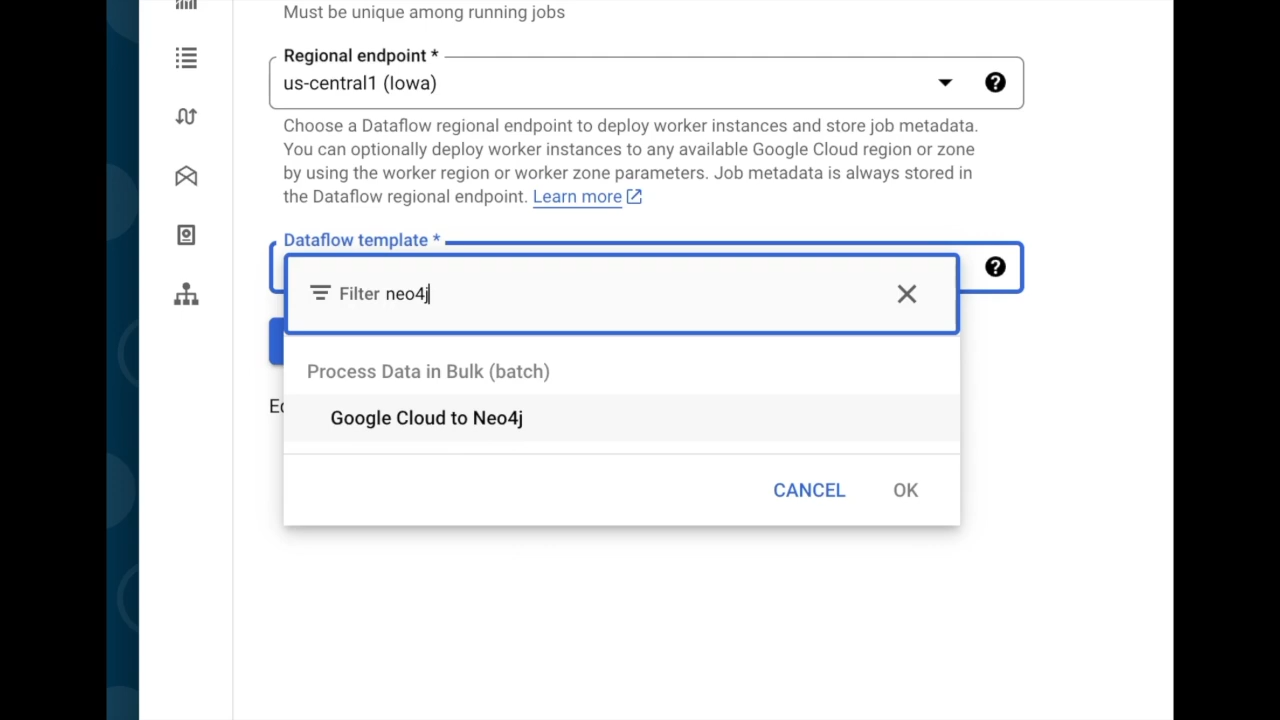 Must be unique among running jobs
Regional endpoint *
us-central1 (Iowa)
Choose a Dataflow regional endpoint to deploy worker instances and store job metadata.
You can optionally deploy worker instances to any available Google Cloud region or zone
by using the worker region or worker zone parameters. Job metadata is always stored in
the Dataflow regional endpoint. Learn more
Dataflow template *
Filter neo4j
Process Data in Bulk (batch)
Google Cloud to Neo4j
CANCEL OK